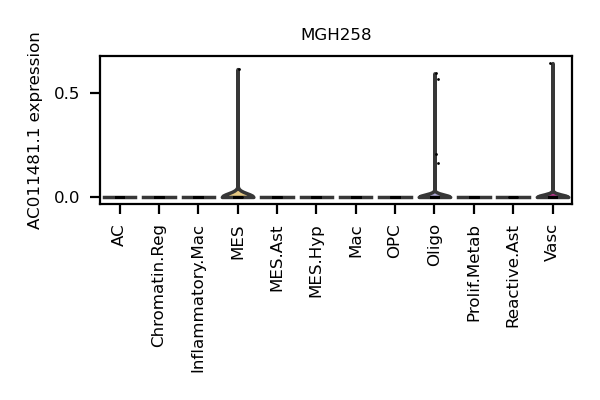 MGH258
AC011481.1 expression
0.5
0.0
AC
Chromatin.Reg
Inflammatory.Mac
MES
MES.Ast
MES.Hyp
Mac
OPC
Oligo
Prolif.Metab
Reactive.Ast
Vasc